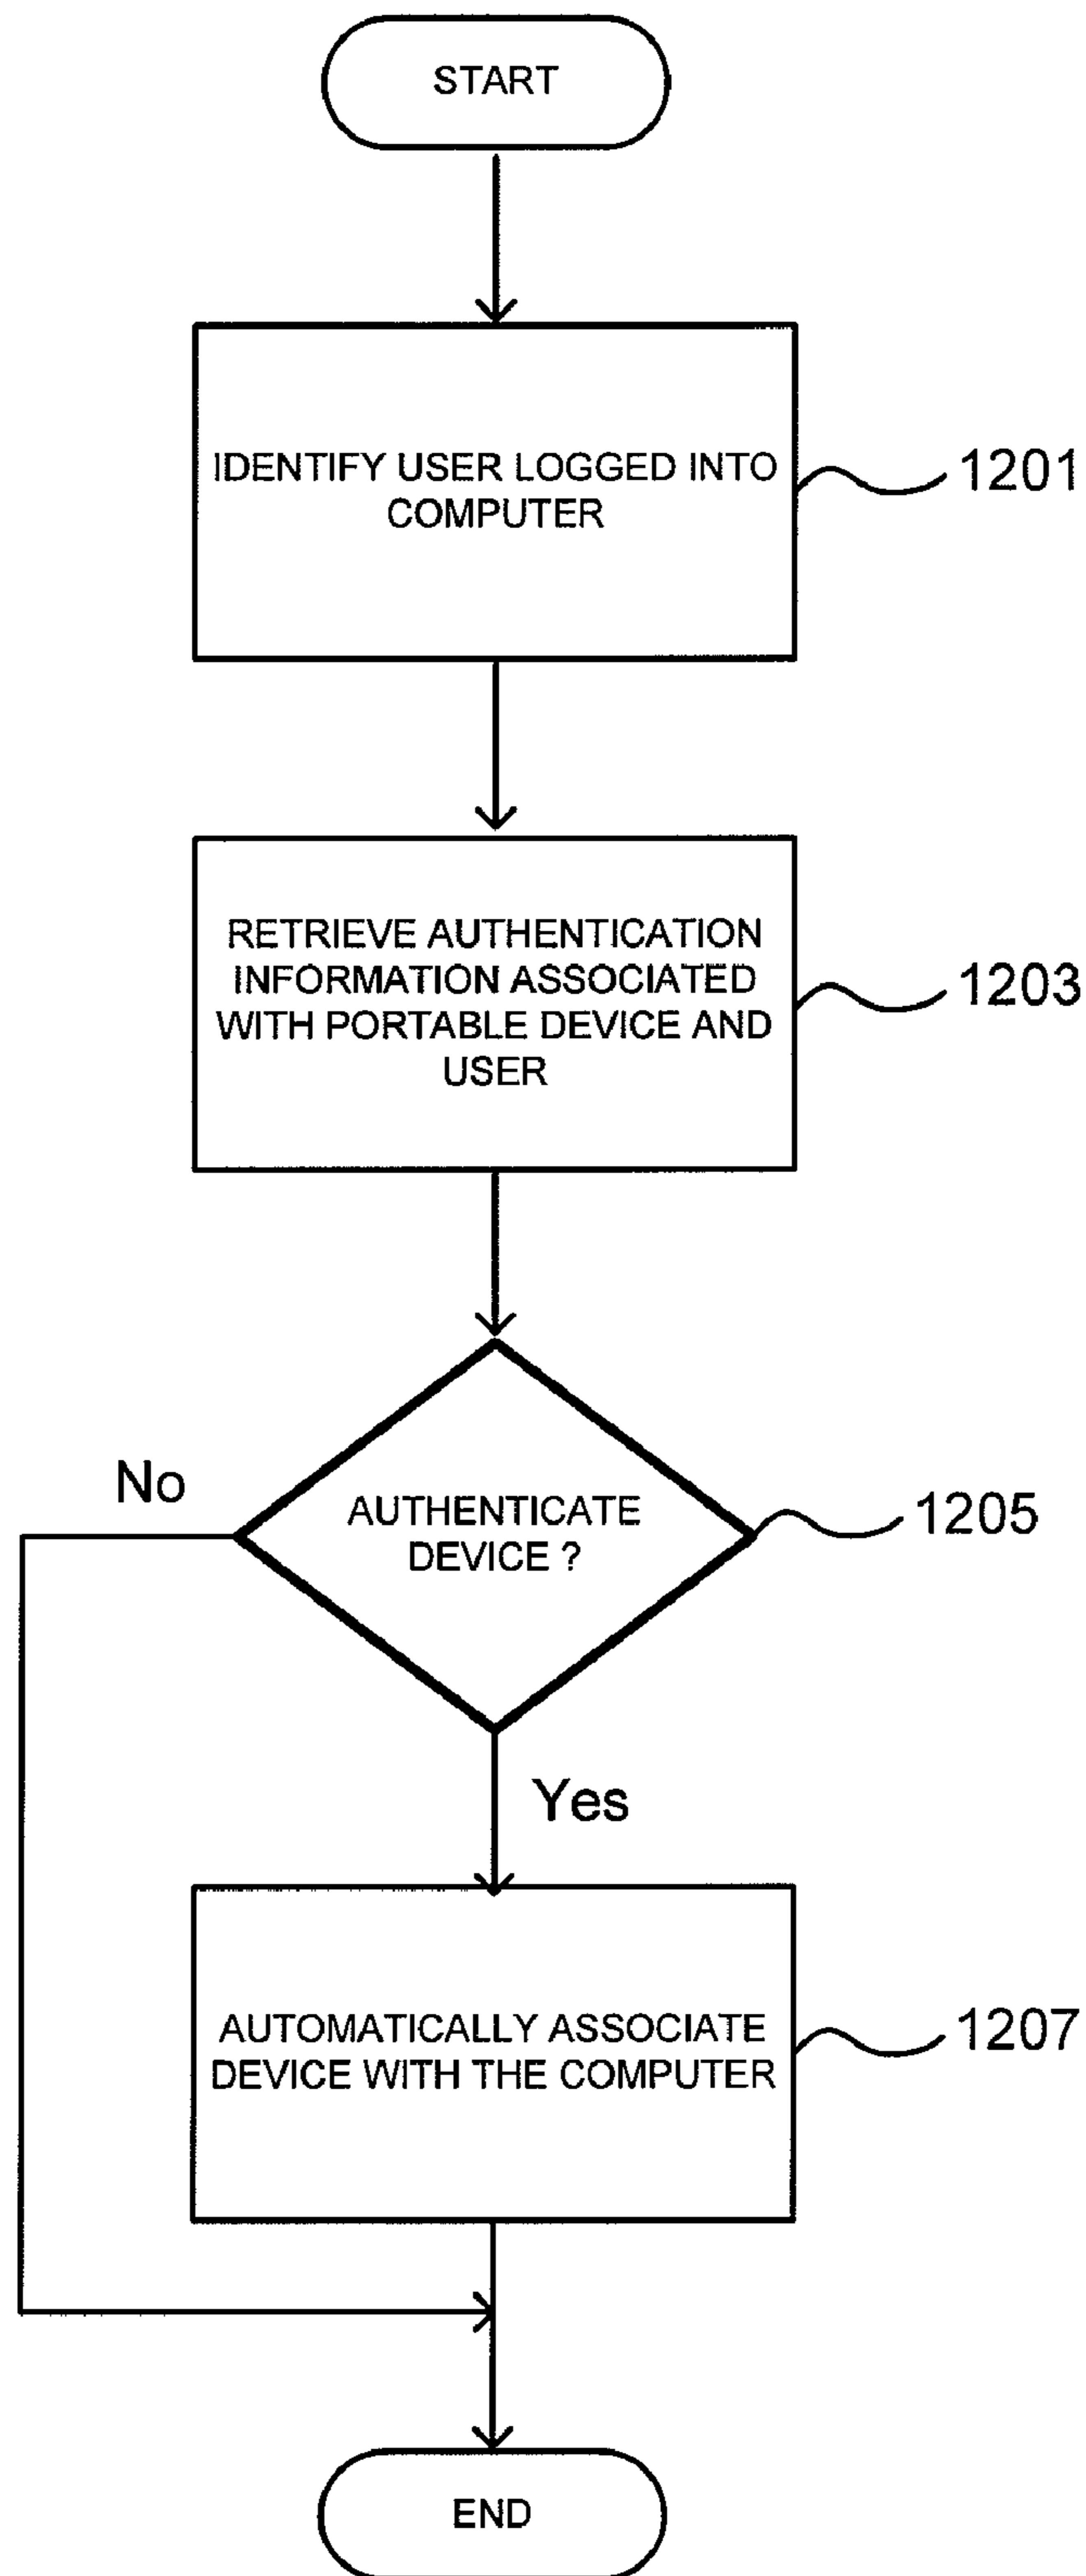 START
IDENTIFY USER LOGGED INTO
COMPUTER
1201
RETRIEVE AUTHENTICATION
INFORMATION ASSOCIATED
WITH PORTABLE DEVICE AND
USER
1203
No
AUTHENTICATE
DEVICE ?
1205
Yes
AUTOMATICALLY ASSOCIATE
DEVICE WITH THE COMPUTER
1207
END